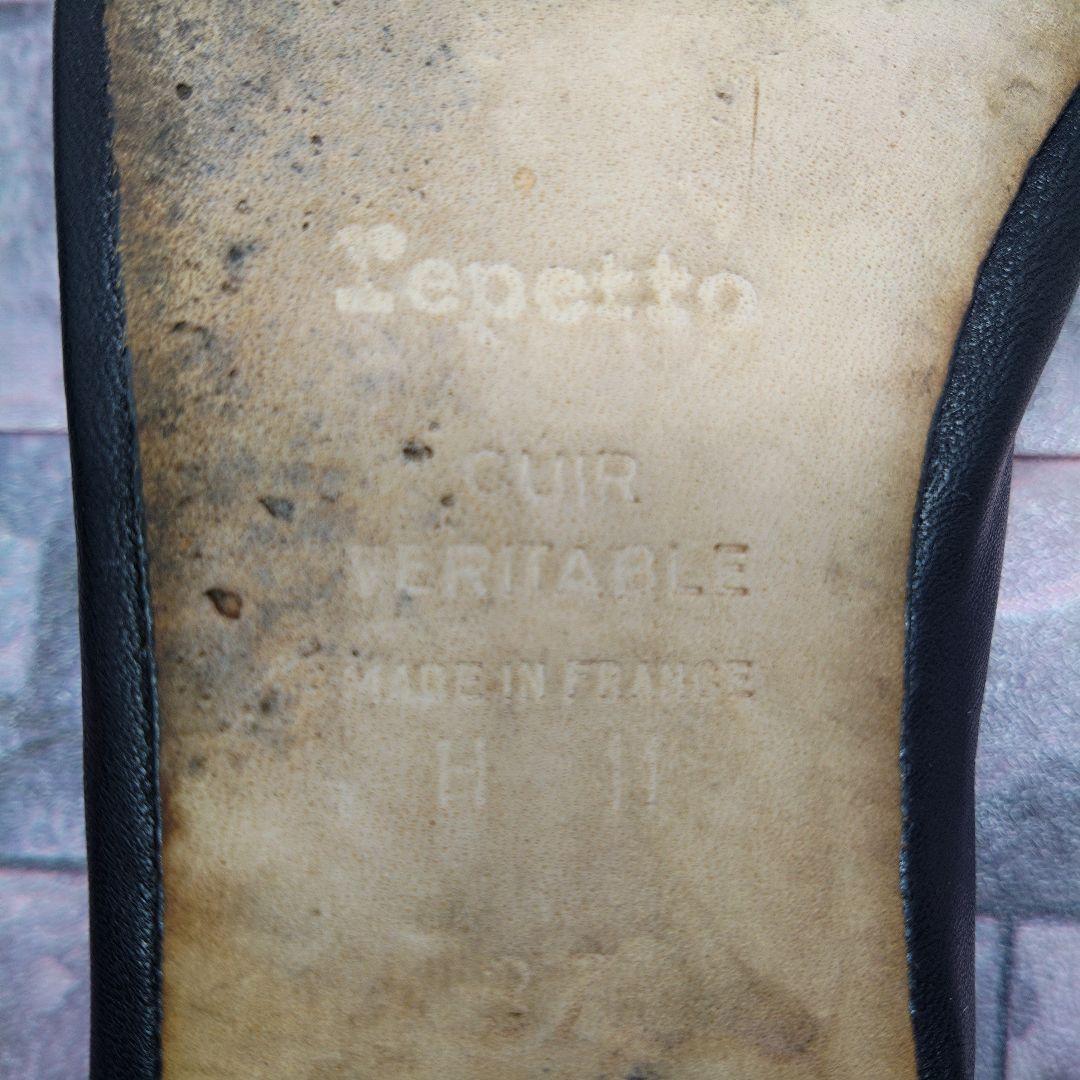 repetto
CUIR
VERITABLE
MADE IN FRANCE
H 11